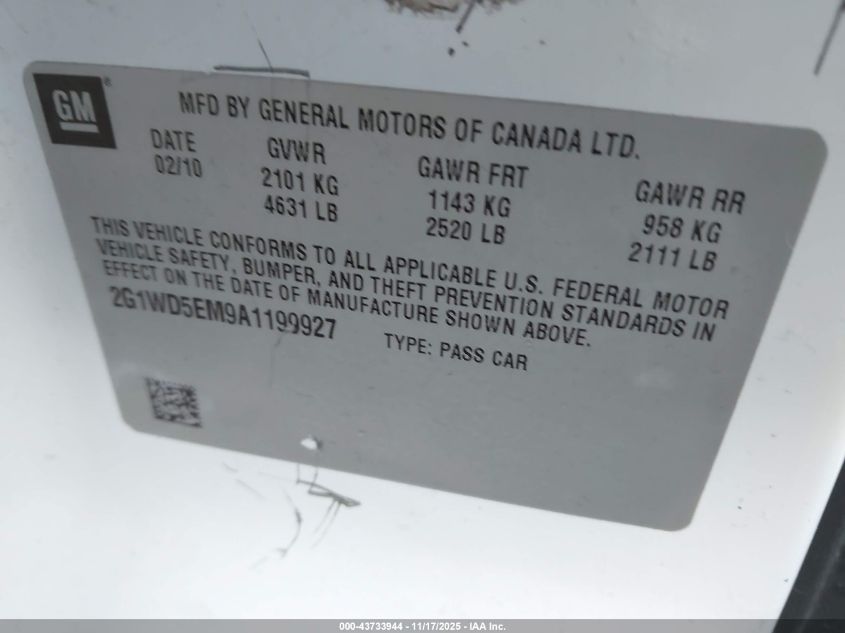 GM®
MFD BY GENERAL MOTORS OF CANADA LTD.
DATE GVWR GAWR FRT GAWR RR
02/10 2101 KG 1143 KG 958 KG
4631 LB 2520 LB 2111 LB
THIS VEHICLE CONFORMS TO ALL APPLICABLE U.S. FEDERAL MOTOR
VEHICLE SAFETY, BUMPER, AND THEFT PREVENTION STANDARDS IN
EFFECT ON THE DATE OF MANUFACTURE SHOWN ABOVE.
2G1WD5EM9A1199927 TYPE: PASS CAR
000-43733944 - 11/17/2025 - IAA Inc.